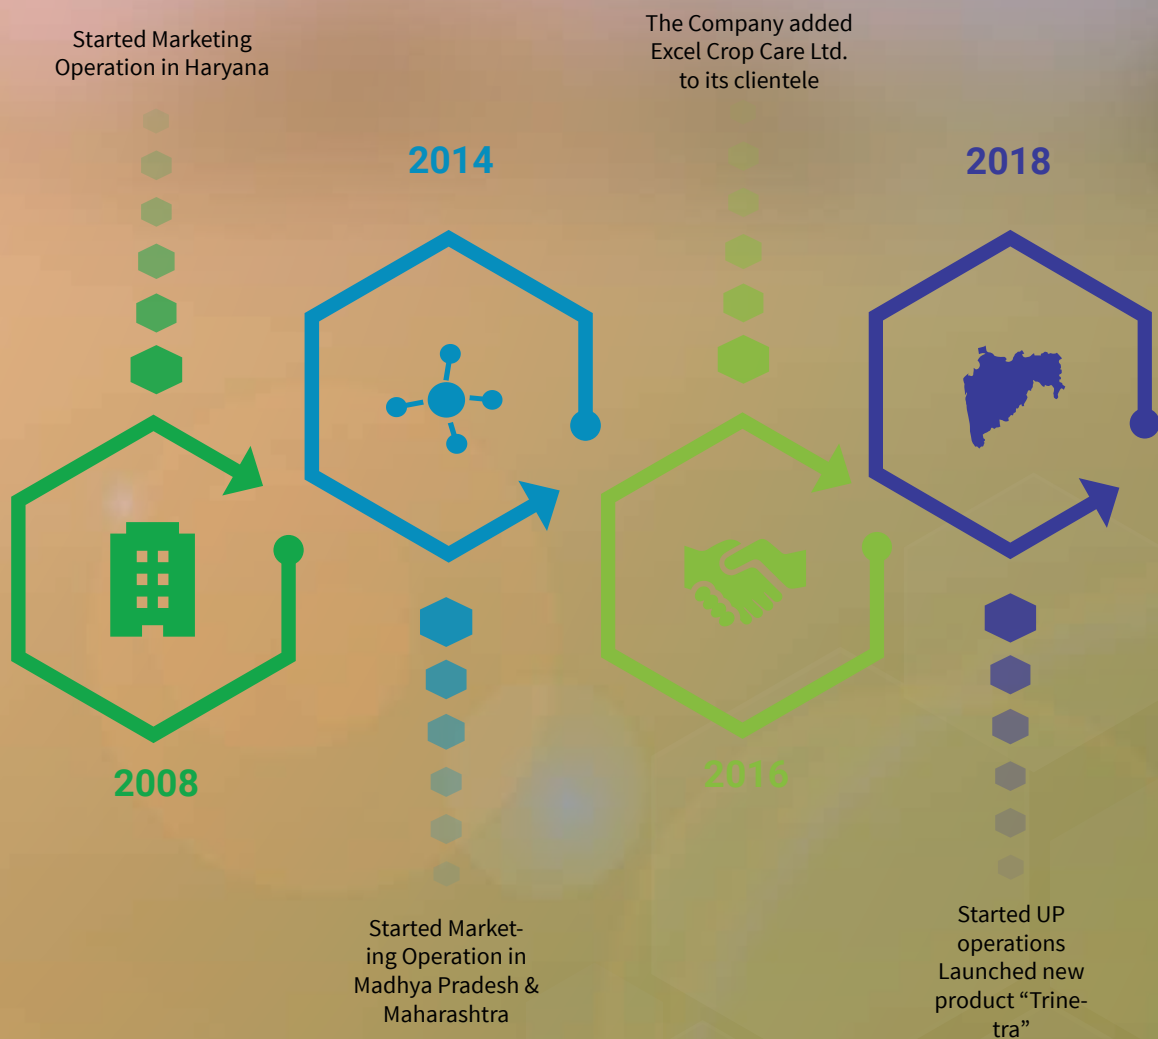 Started Marketing
Operation in Haryana
2008
2014
Started Market-
ing Operation in
Madhya Pradesh &
Maharashtra
The Company added
Excel Crop Care Ltd.
to its clientele
2016
2018
Started UP
operations
Launched new
product “Trine-
tra”